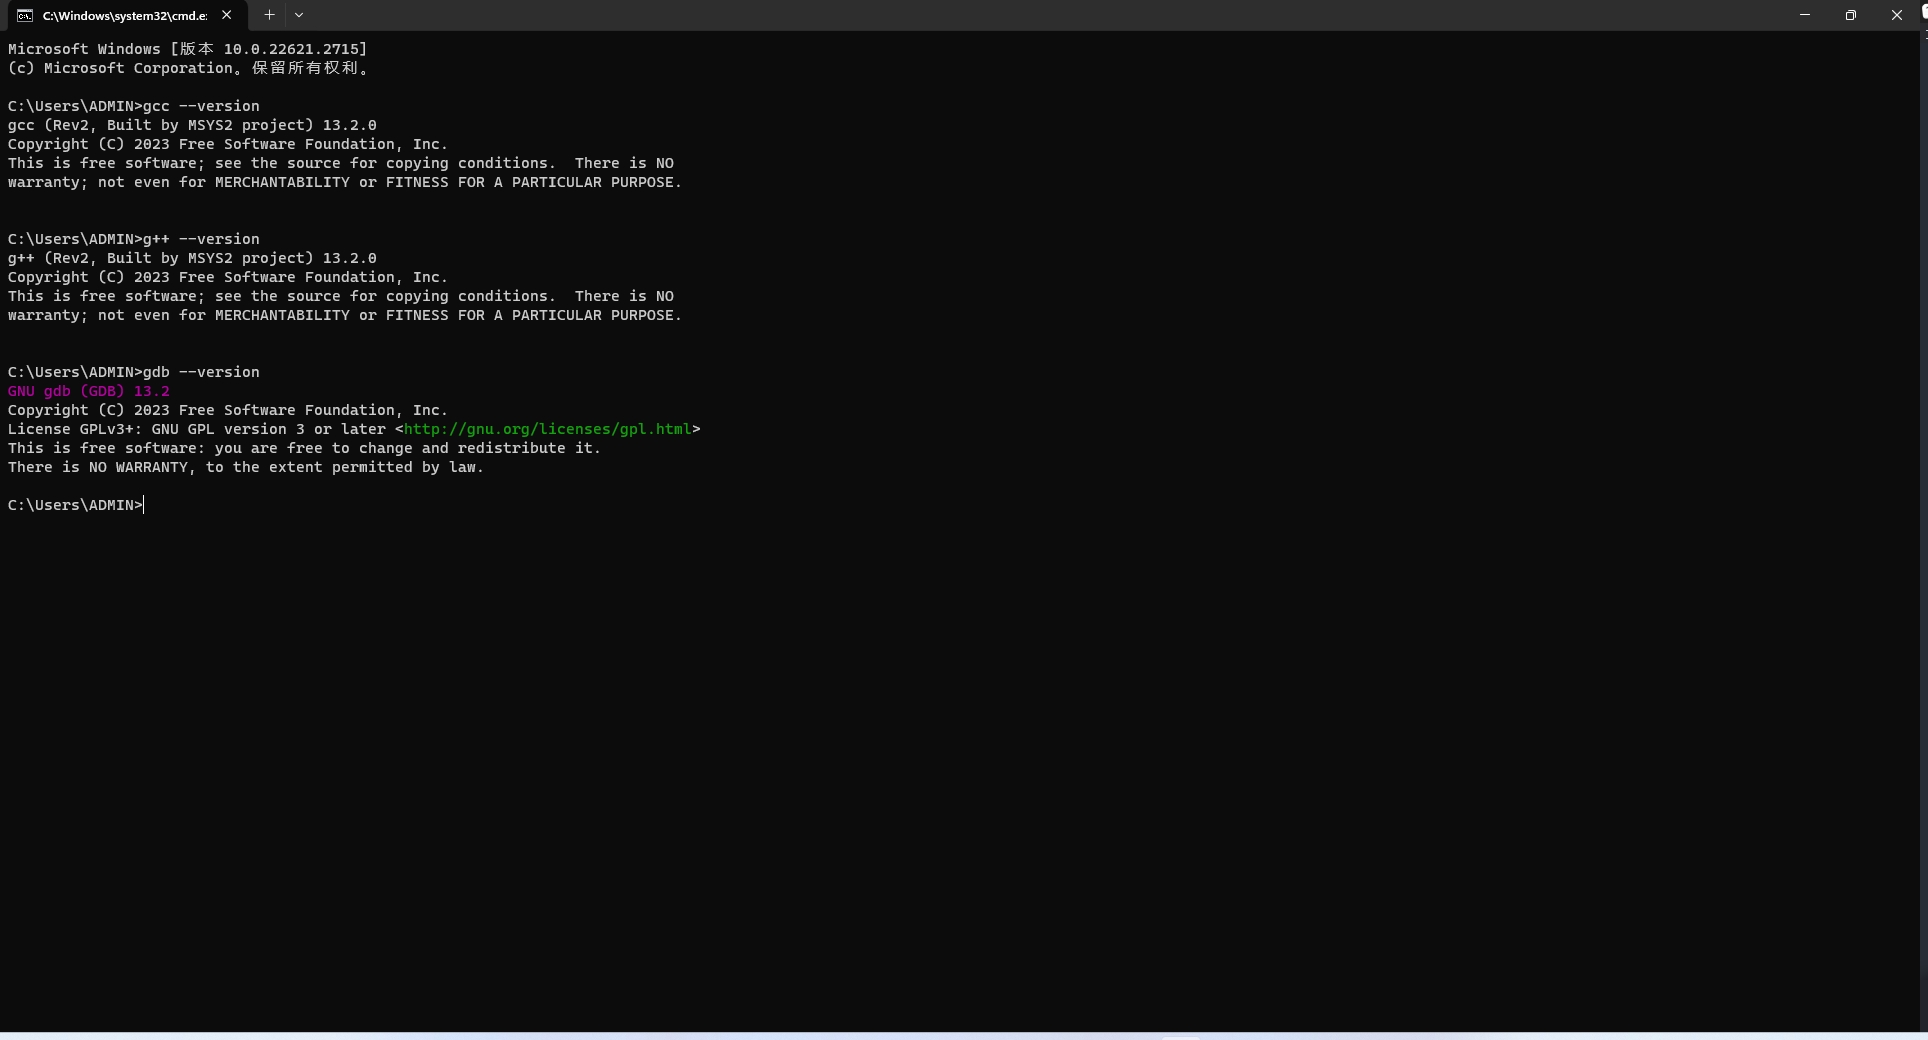 C:\Windows\system32\cmd.e:
Microsoft Windows [版本 10.0.22621.2715]
(c) Microsoft Corporation。保留所有权利。
C:\Users\ADMIN>gcc --version
gcc (Rev2, Built by MSYS2 project) 13.2.0
Copyright (C) 2023 Free Software Foundation, Inc.
This is free software; see the source for copying conditions.  There is NO
warranty; not even for MERCHANTABILITY or FITNESS FOR A PARTICULAR PURPOSE.
C:\Users\ADMIN>g++ --version
g++ (Rev2, Built by MSYS2 project) 13.2.0
Copyright (C) 2023 Free Software Foundation, Inc.
This is free software; see the source for copying conditions.  There is NO
warranty; not even for MERCHANTABILITY or FITNESS FOR A PARTICULAR PURPOSE.
C:\Users\ADMIN>gdb --version
GNU gdb (GDB) 13.2
Copyright (C) 2023 Free Software Foundation, Inc.
License GPLv3+: GNU GPL version 3 or later <http://gnu.org/licenses/gpl.html>
This is free software: you are free to change and redistribute it.
There is NO WARRANTY, to the extent permitted by law.
C:\Users\ADMIN>